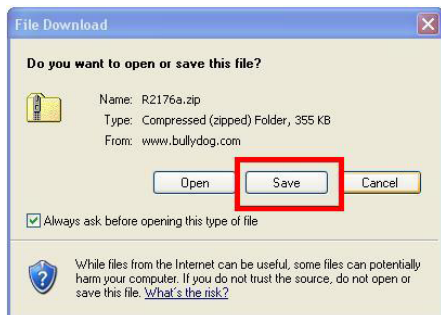 File Download
Do you want to open or save this file?
Name: R2176a.zip
Type: Compressed (zipped) Folder, 355 KB
From: www.bullydog.com
Open Save Cancel
Always ask before opening this type of file
While files from the Internet can be useful, some files can potentially
harm your computer. If you do not trust the source, do not open or
save this file. What's the risk?